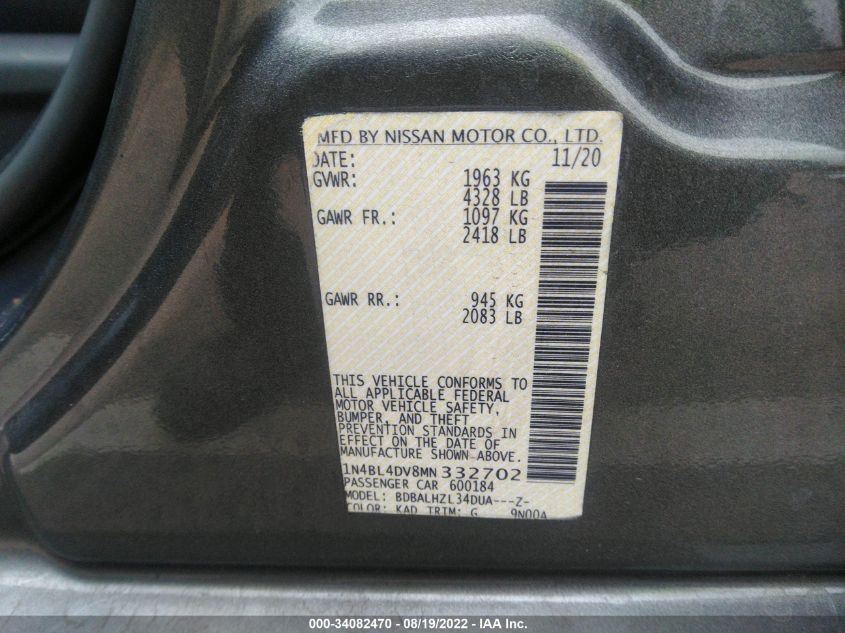 MFD BY NISSAN MOTOR CO., LTD.
DATE: 11/20
GVWR: 1963 KG
4328 LB
GAWR FR.: 1097 KG
2418 LB
GAWR RR.: 945 KG
2083 LB
THIS VEHICLE CONFORMS TO
ALL APPLICABLE FEDERAL
MOTOR VEHICLE SAFETY,
BUMPER, AND THEFT
PREVENTION STANDARDS IN
EFFECT ON THE DATE OF
MANUFACTURE SHOWN ABOVE.
1N4BL4DV8MN332702
PASSENGER CAR 600184
MODEL: BDBALHZL34DUA---Z-
COLOR: KAD TRIM: G 9N00A
000-34082470 - 08/19/2022 - IAA Inc.